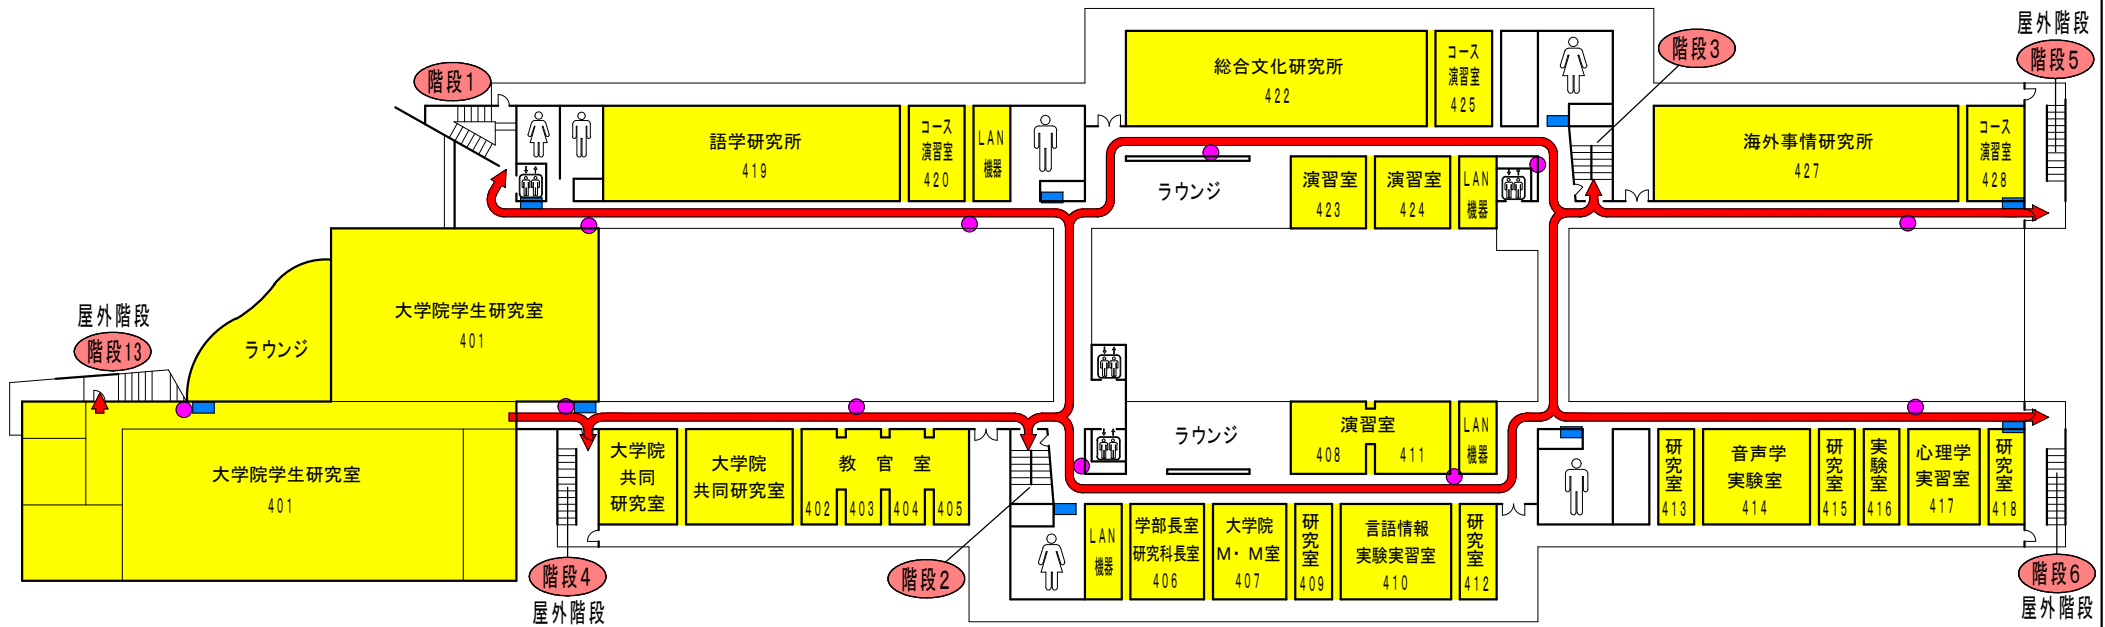 屋外階段
階段5
階段3
階段1
総合文化研究所
422
コース
演習室
425
語学研究所
419
コース
演習室
420
LAN
機器
ラウンジ
演習室
423
演習室
424
LAN
機器
海外事情研究所
427
コース
演習室
428
屋外階段
階段13
ラウンジ
大学院学生研究室
401
大学院学生研究室
401
大学院
共同
研究室
大学院
共同研究室
教官室
402
403
404
405
ラウンジ
演習室
408
411
LAN
機器
研究室
413
音声学
実験室
414
研究室
415
実験室
416
心理学
実習室
417
研究室
418
LAN
機器
学部長室
研究科長室
406
大学院
M・M室
407
研究室
409
言語情報
実験実習室
410
研究室
412
階段4
屋外階段
階段2
階段6
屋外階段